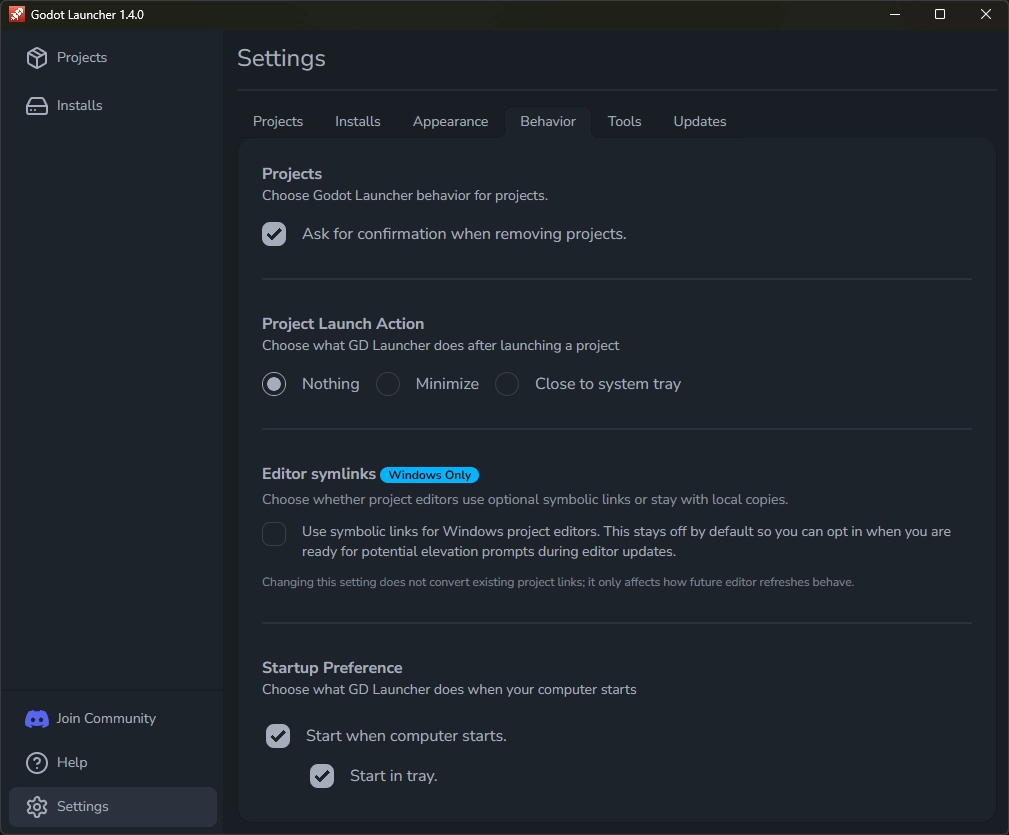 Godot Launcher 1.4.0
Projects
Installs
Settings
Projects Installs Appearance Behavior Tools Updates
Projects
Choose Godot Launcher behavior for projects.
Ask for confirmation when removing projects.
Project Launch Action
Choose what GD Launcher does after launching a project
Nothing Minimize Close to system tray
Editor symlinks Windows Only
Choose whether project editors use optional symbolic links or stay with local copies.
Use symbolic links for Windows project editors. This stays off by default so you can opt in when you are
ready for potential elevation prompts during editor updates.
Changing this setting does not convert existing project links; it only affects how future editor refreshes behave.
Startup Preference
Choose what GD Launcher does when your computer starts
Start when computer starts.
Start in tray.
Join Community
Help
Settings